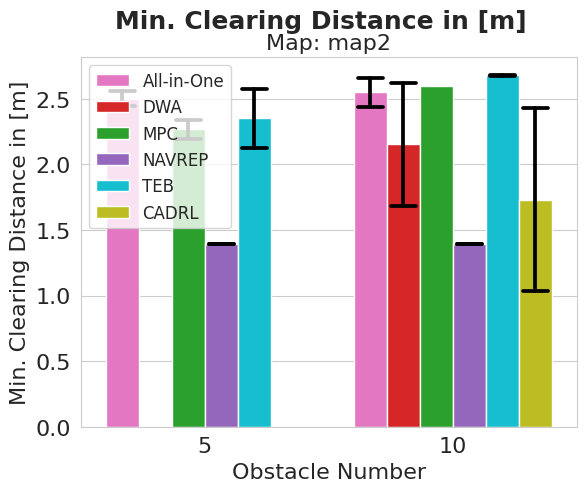 Min. Clearing Distance in [m]
Map: map2
Min. Clearing Distance in [m]
2.5
2.0
1.5
1.0
0.5
0.0
All-in-One
DWA
MPC
NAVREP
TEB
CADRL
5
10
Obstacle Number